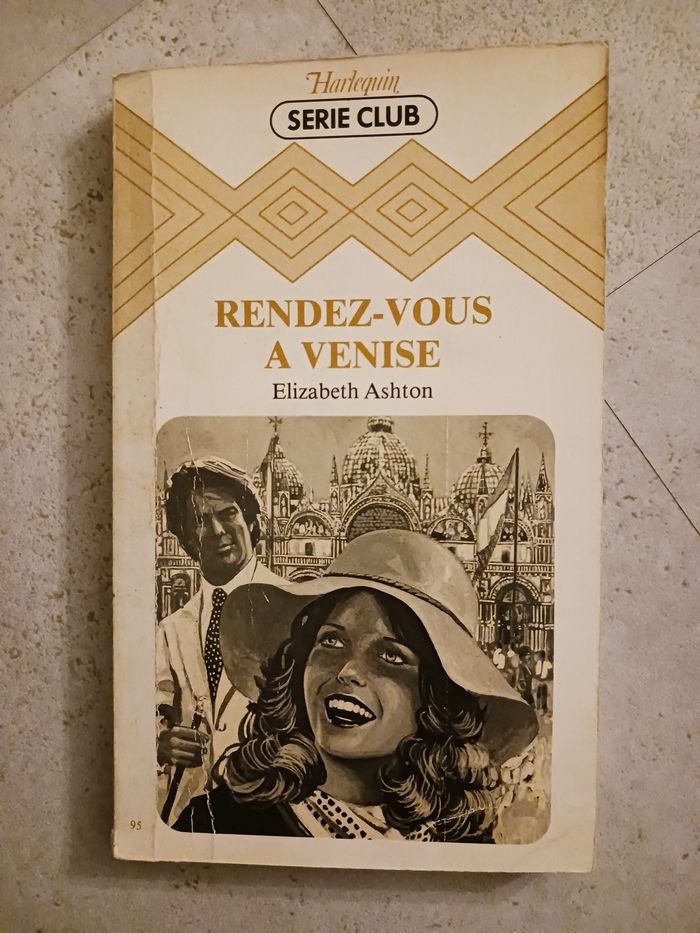 Harlequin
SERIE CLUB
RENDEZ-VOUS
A VENISE
Elizabeth Ashton
95